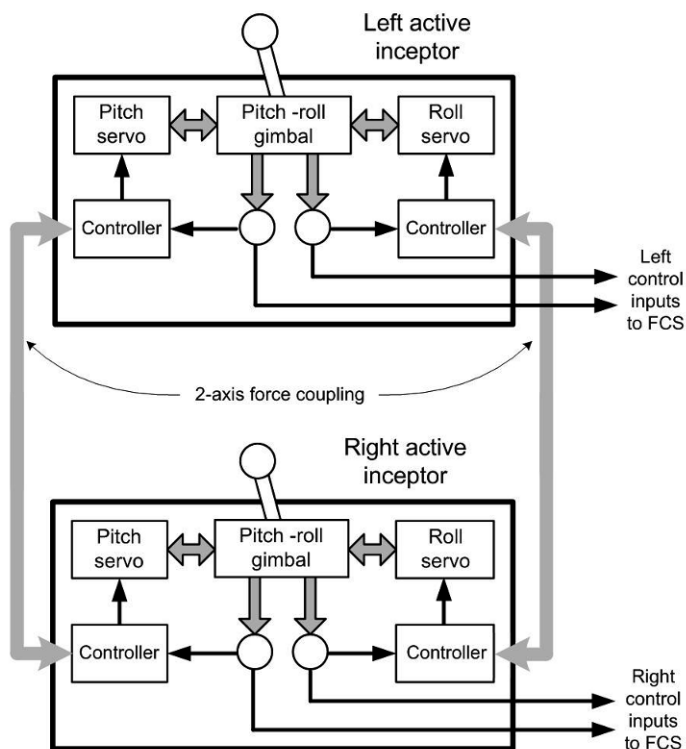 Left active
inceptor
Pitch
servo
Pitch -roll
gimbal
Roll
servo
Controller
Controller
Left
control
inputs
to FCS
2-axis force coupling
Right active
inceptor
Pitch
servo
Pitch -roll
gimbal
Roll
servo
Controller
Controller
Right
control
inputs
to FCS